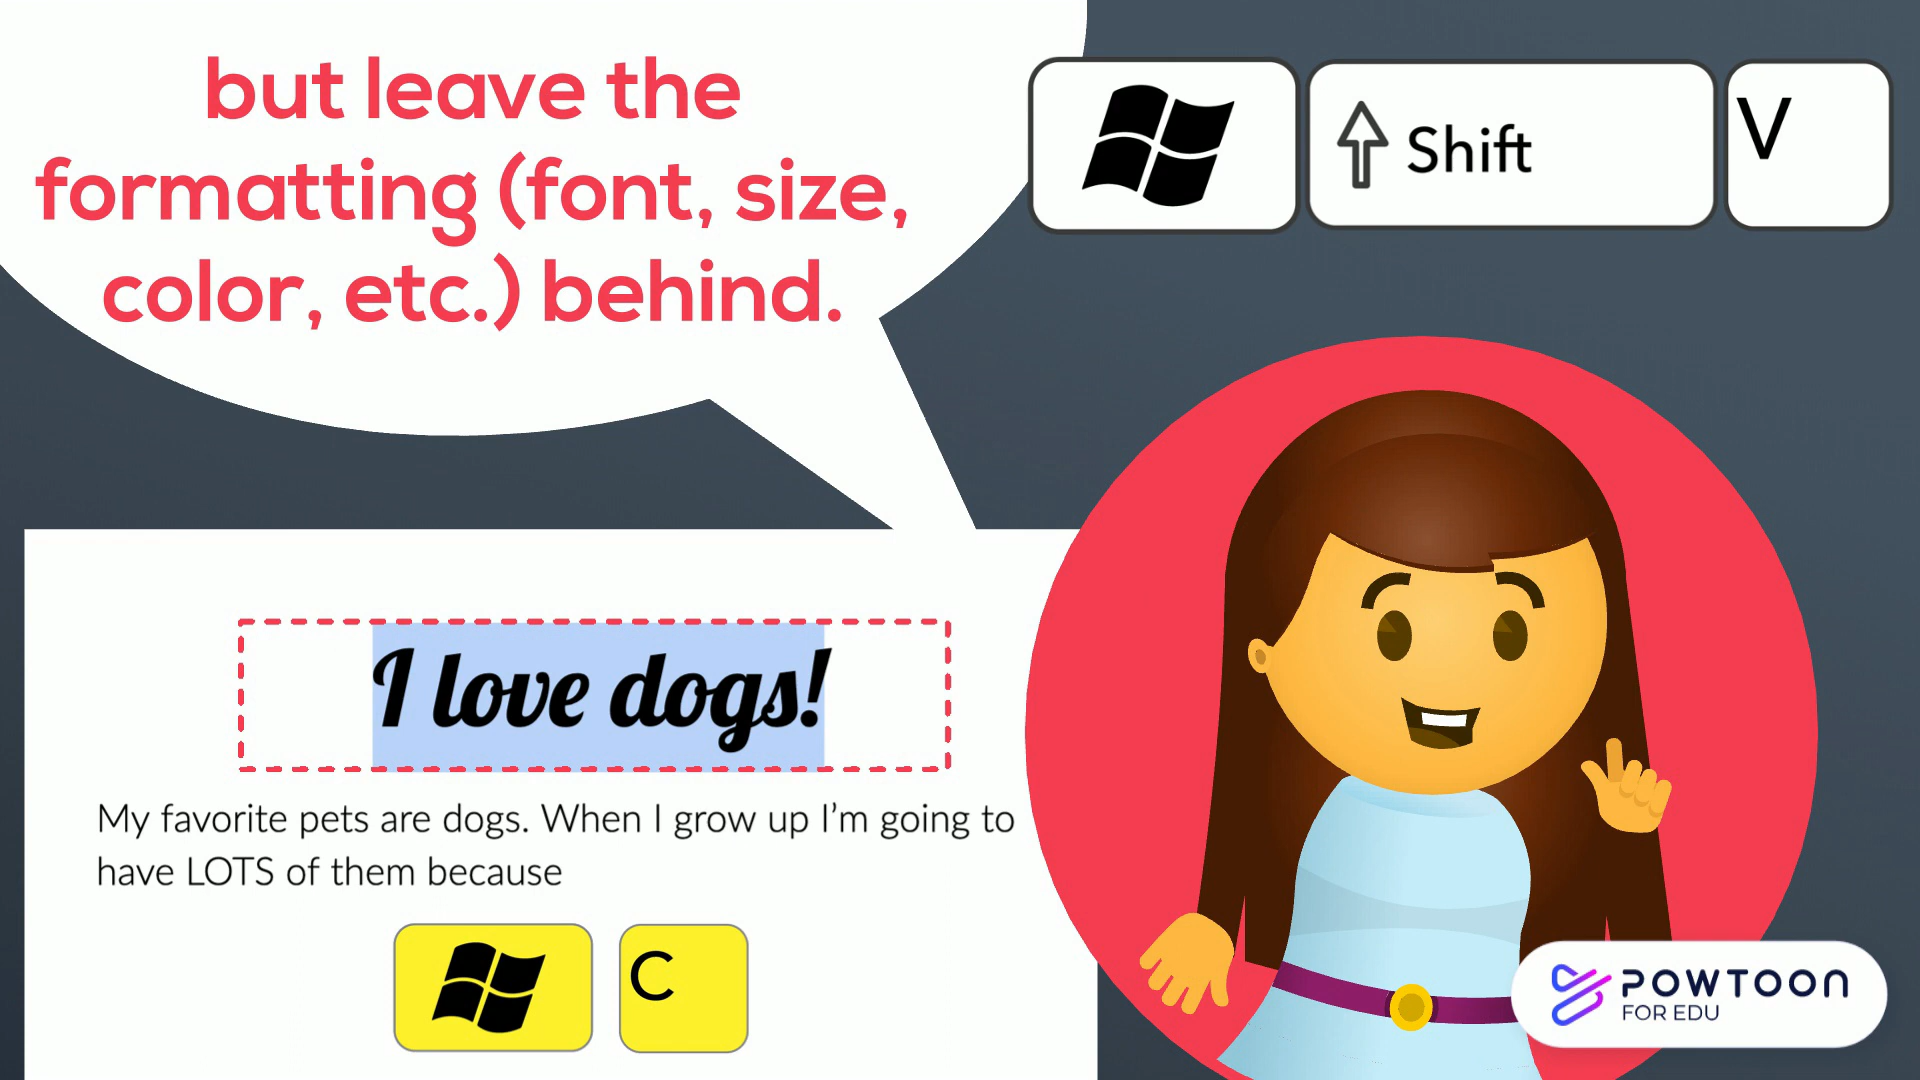 but leave the
formatting (font, size,
color, etc.) behind.
Shift
V
I love dogs!
My favorite pets are dogs. When I grow up I'm going to
have LOTS of them because
C
POWTOON
FOR EDU